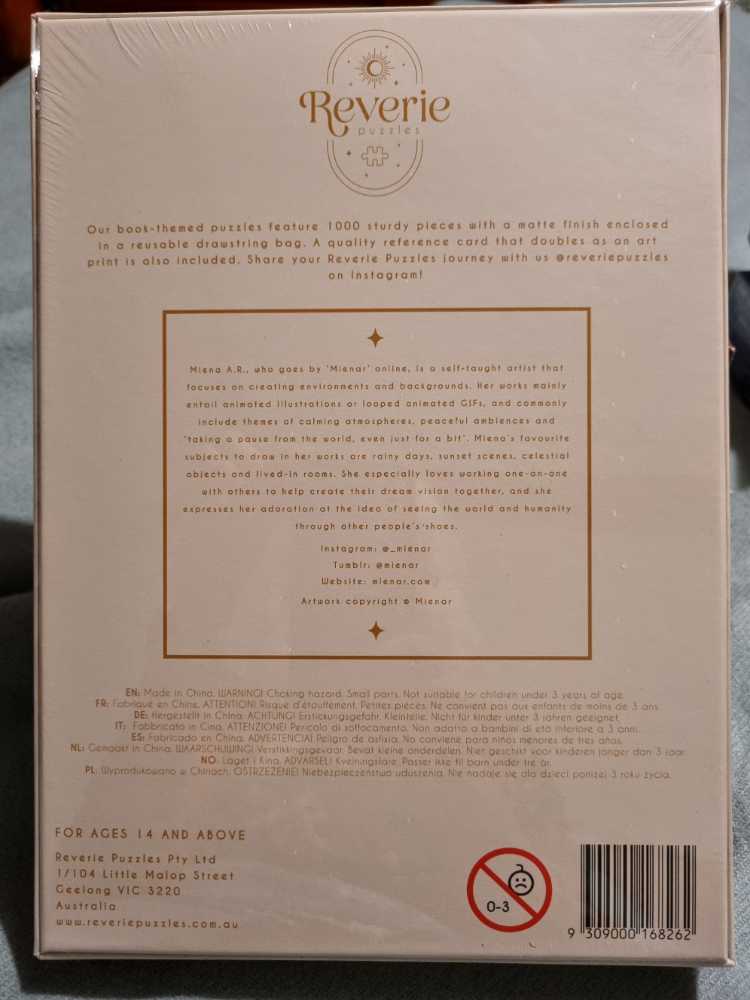 Reverie
puzzles
Our book-themed puzzles feature 1000 sturdy pieces with a matte finish enclosed
in a reusable drawstring bag. A quality reference card that doubles as an art
print is also included. Share your Reverie Puzzles journey with us @reveriepuzzles
on Instagram!
Miena A.R., who goes by 'Mienar' online, is a self-taught artist that
focuses on creating environments and backgrounds. Her works mainly
entail animated illustrations or looped animated GIFs, and commonly
include themes of calming atmospheres, peaceful ambiences and
"taking a pause from the world, even just for a bit". Miena's favourite
subjects to draw in her works are rainy days, sunset scenes, celestial
objects and lived-in rooms. She especially loves working one-on-one
with others to help create their dream vision together, and she
expresses her adoration at the idea of seeing the world and humanity
through other people's shoes.
Instagram: @_mienar
Tumblr: @mienar
Website: mienar.com
Artwork copyright © Mienar
EN: Made in China. WARNING! Choking hazard. Small parts. Not suitable for children under 3 years of age.
FR: Fabriqué en Chine. ATTENTION! Risque d'étouffement. Petites pièces. Ne convient pas aux enfants de moins de 3 ans.
DE: Hergestellt in China. ACHTUNG! Erstickungsgefahr. Kleinteile. Nicht für kinder unter 3 jahren geeignet.
IT: Fabbricato in Cina. ATTENZIONE! Pericolo di soffocamento. Non adatto a bambini di età inferiore a 3 anni.
ES: Fabricado en China. ADVERTENCIA! Peligro de asfixia. No conviene para niños menores de tres años.
NL: Gemaakt in China. WAARSCHUWING! Verstikkingsgevaar. Bevat kleine onderdelen. Niet geschikt voor kinderen jonger dan 3 jaar.
NO: Laget i Kina. ADVARSEL! Kvelningsfare. Passer ikke til barn under tre år.
PL: Wyprodukowano w Chinach. OSTRZEŻENIE! Niebezpieczeństwo uduszenia. Nie nadaje się dla dzieci poniżej 3 roku życia.
FOR AGES 14 AND ABOVE
Reverie Puzzles Pty Ltd
1/104 Little Malop Street
Geelong VIC 3220
Australia
www.reveriepuzzles.com.au
0-3
9 309000 168262